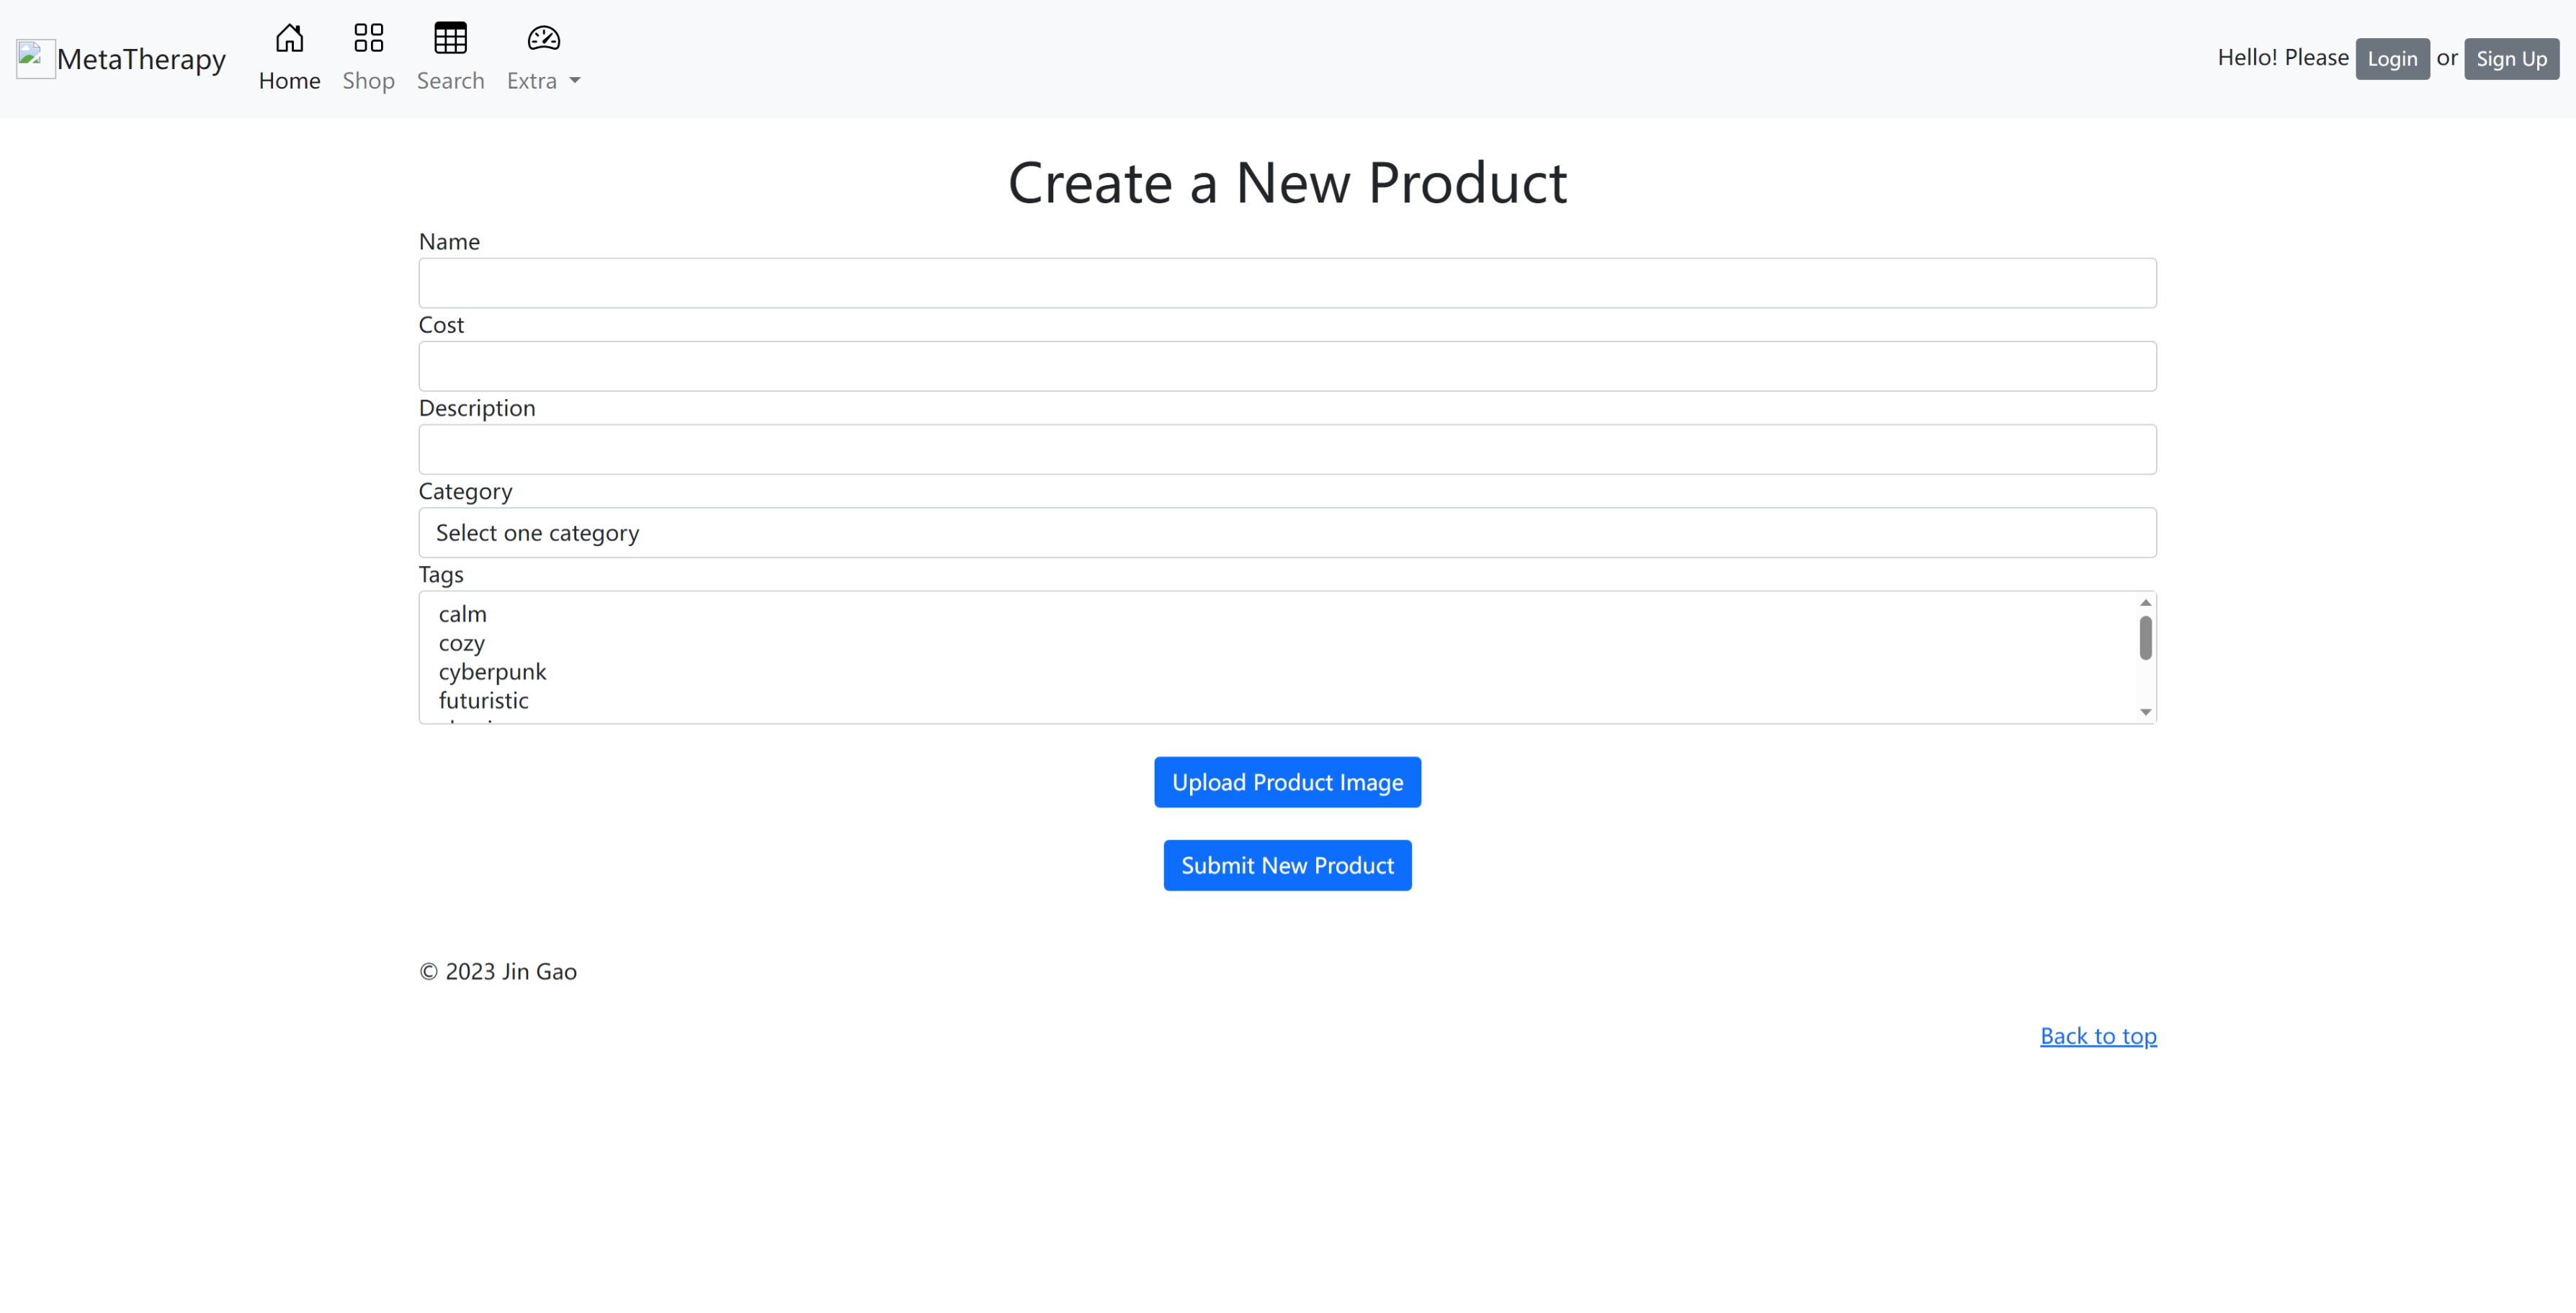 MetaTherapy
Home
Shop
Search
Extra
Hello! Please Login or Sign Up
Create a New Product
Name
Cost
Description
Category
Select one category
Tags
calm
cozy
cyberpunk
futuristic
Upload Product Image
Submit New Product
© 2023 Jin Gao
Back to top